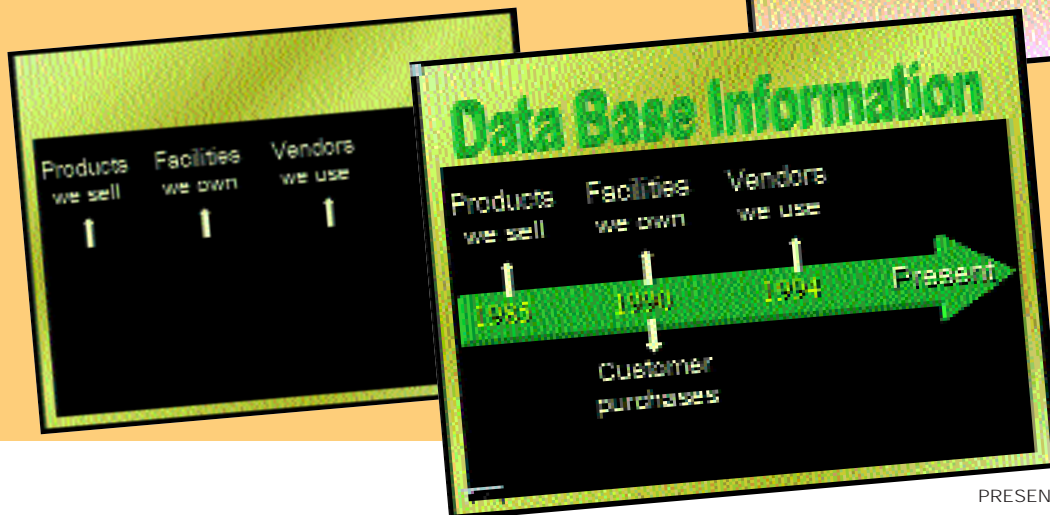 Products
we sell
Facilities
we own
Vendors
we use
Data Base Information
Products
we sell
Facilities
we own
Vendors
we use
1985
1990
1994
Present
Customer
purchases
PRESEN